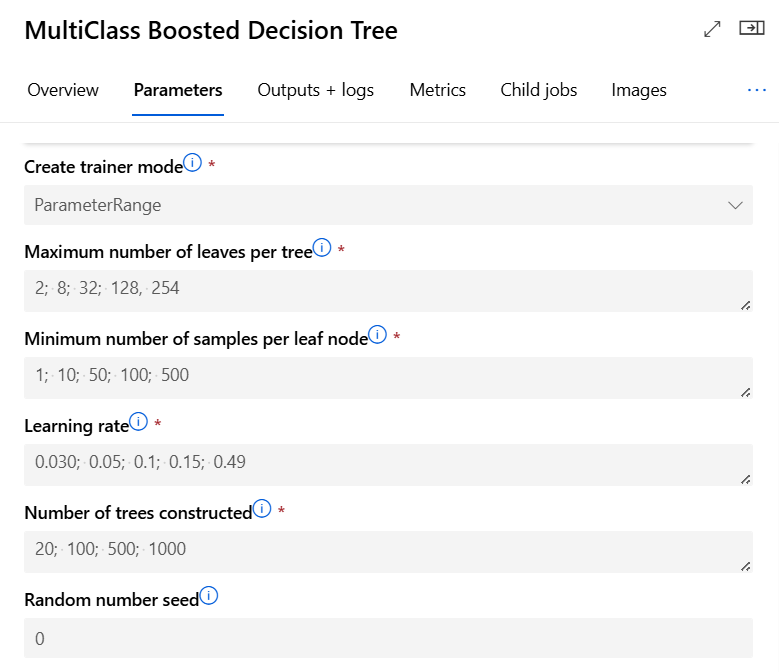 MultiClass Boosted Decision Tree
Overview Parameters Outputs + logs Metrics Child jobs Images ...
Create trainer mode i *
ParameterRange
Maximum number of leaves per tree i *
2; 8; 32; 128, 254
Minimum number of samples per leaf node i *
1; 10; 50; 100; 500
Learning rate i *
0.030; 0.05; 0.1; 0.15; 0.49
Number of trees constructed i *
20; 100; 500; 1000
Random number seed i
0